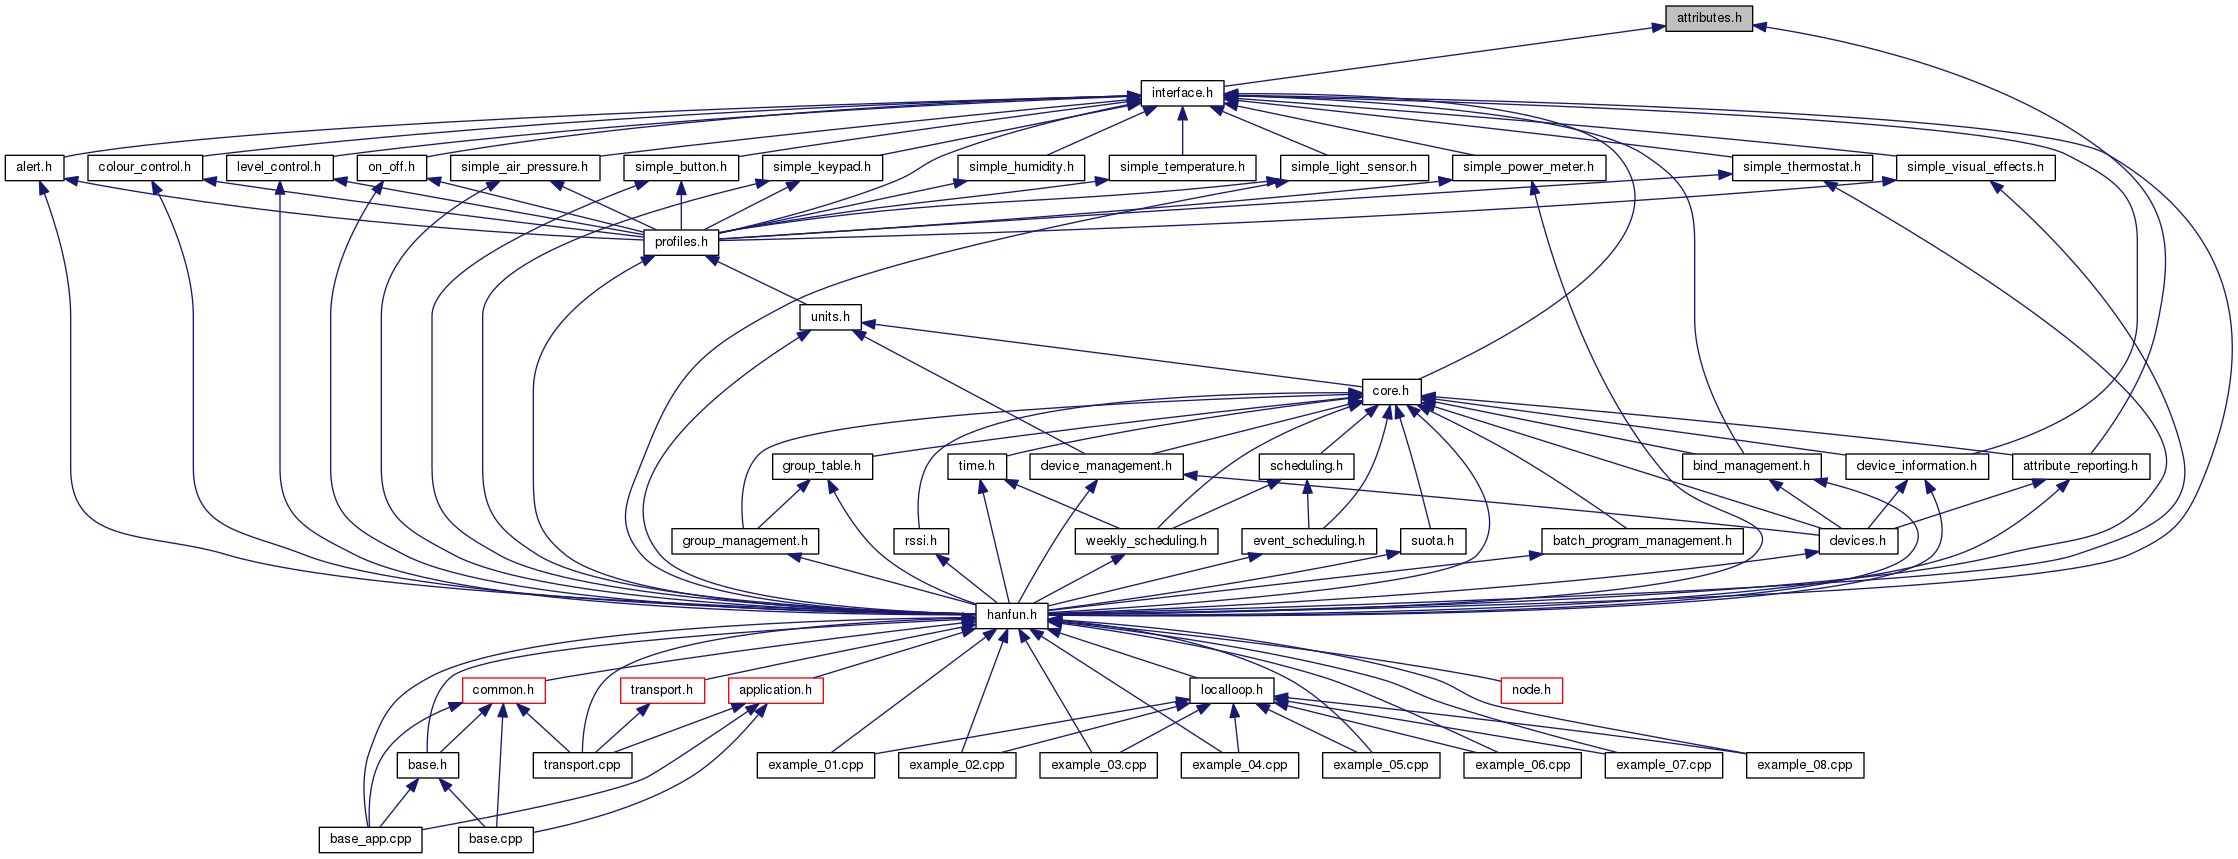 attributes.h
interface.h
alert.h
colour_control.h
level_control.h
on_off.h
simple_air_pressure.h
simple_button.h
simple_keypad.h
simple_humidity.h
simple_temperature.h
simple_light_sensor.h
simple_power_meter.h
simple_thermostat.h
simple_visual_effects.h
profiles.h
units.h
core.h
group_table.h
time.h
device_management.h
scheduling.h
bind_management.h
device_information.h
attribute_reporting.h
group_management.h
rssi.h
weekly_scheduling.h
event_scheduling.h
suota.h
batch_program_management.h
devices.h
hanfun.h
common.h
transport.h
application.h
localloop.h
node.h
base.h
transport.cpp
example_01.cpp
example_02.cpp
example_03.cpp
example_04.cpp
example_05.cpp
example_06.cpp
example_07.cpp
example_08.cpp
base_app.cpp
base.cpp